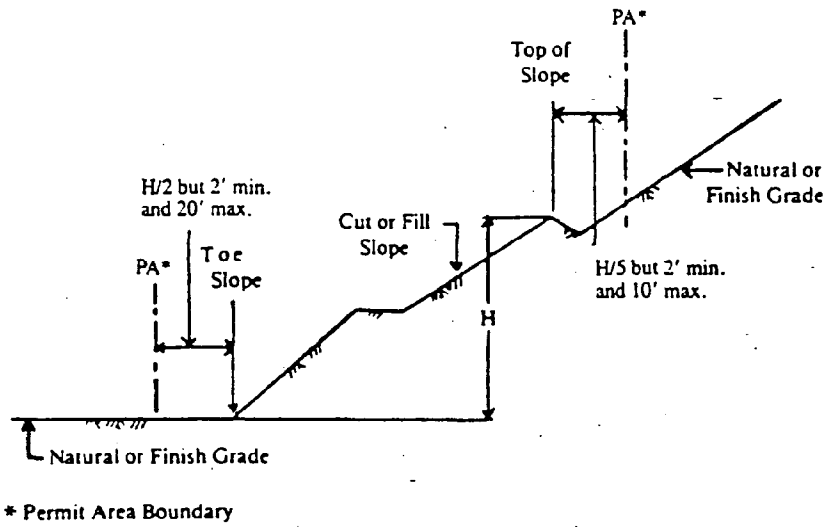 PA*
Top of
Slope
Natural or
Finish Grade
H/2 but 2' min.
and 20' max.
Cut or Fill
Slope
Toe
Slope
PA*
H/5 but 2' min.
and 10' max.
H
Natural or Finish Grade
* Permit Area Boundary